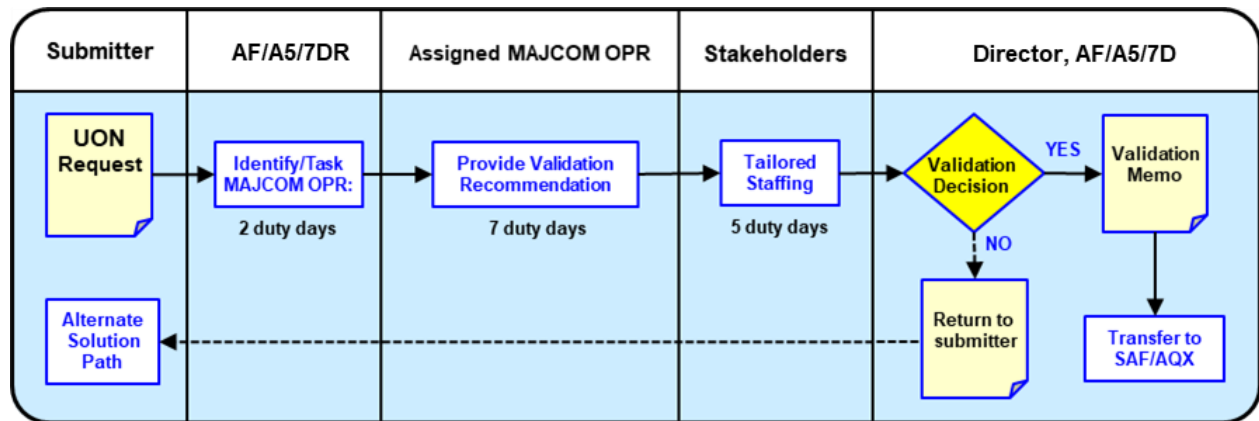 Submitter
AF/A5/7DR
Assigned MAJCOM OPR
Stakeholders
Director, AF/A5/7D
UON
Request
Identify/Task
MAJCOM OPR:
2 duty days
Provide Validation
Recommendation
7 duty days
Tailored
Staffing
5 duty days
Validation
Decision
YES
Validation
Memo
NO
Alternate
Solution
Path
Return to
submitter
Transfer to
SAF/AQX